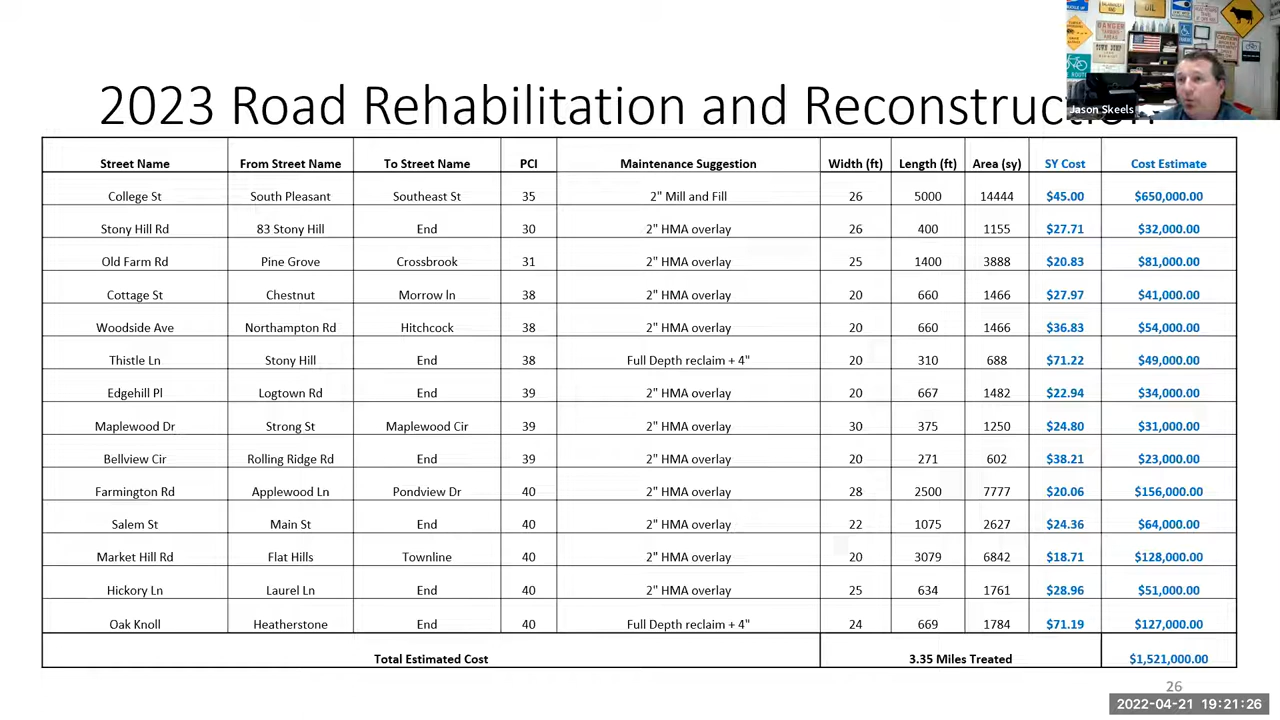 2023 Road Rehabilitation and Reconstruction
Jason Skeels
Street Name From Street Name To Street Name PCI Maintenance Suggestion Width (ft) Length (ft) Area (sy) SY Cost Cost Estimate
College St South Pleasant Southeast St 35 2" Mill and Fill 26 5000 14444 $45.00 $650,000.00
Stony Hill Rd 83 Stony Hill End 30 2" HMA overlay 26 400 1155 $27.71 $32,000.00
Old Farm Rd Pine Grove Crossbrook 31 2" HMA overlay 25 1400 3888 $20.83 $81,000.00
Cottage St Chestnut Morrow ln 38 2" HMA overlay 20 660 1466 $27.97 $41,000.00
Woodside Ave Northampton Rd Hitchcock 38 2" HMA overlay 20 660 1466 $36.83 $54,000.00
Thistle Ln Stony Hill End 38 Full Depth reclaim + 4" 20 310 688 $71.22 $49,000.00
Edgehill Pl Logtown Rd End 39 2" HMA overlay 20 667 1482 $22.94 $34,000.00
Maplewood Dr Strong St Maplewood Cir 39 2" HMA overlay 30 375 1250 $24.80 $31,000.00
Bellview Cir Rolling Ridge Rd End 39 2" HMA overlay 20 271 602 $38.21 $23,000.00
Farmington Rd Applewood Ln Pondview Dr 40 2" HMA overlay 28 2500 7777 $20.06 $156,000.00
Salem St Main St End 40 2" HMA overlay 22 1075 2627 $24.36 $64,000.00
Market Hill Rd Flat Hills Townline 40 2" HMA overlay 20 3079 6842 $18.71 $128,000.00
Hickory Ln Laurel Ln End 40 2" HMA overlay 25 634 1761 $28.96 $51,000.00
Oak Knoll Heatherstone End 40 Full Depth reclaim + 4" 24 669 1784 $71.19 $127,000.00
Total Estimated Cost 3.35 Miles Treated $1,521,000.00
26
2022-04-21 19:21:26